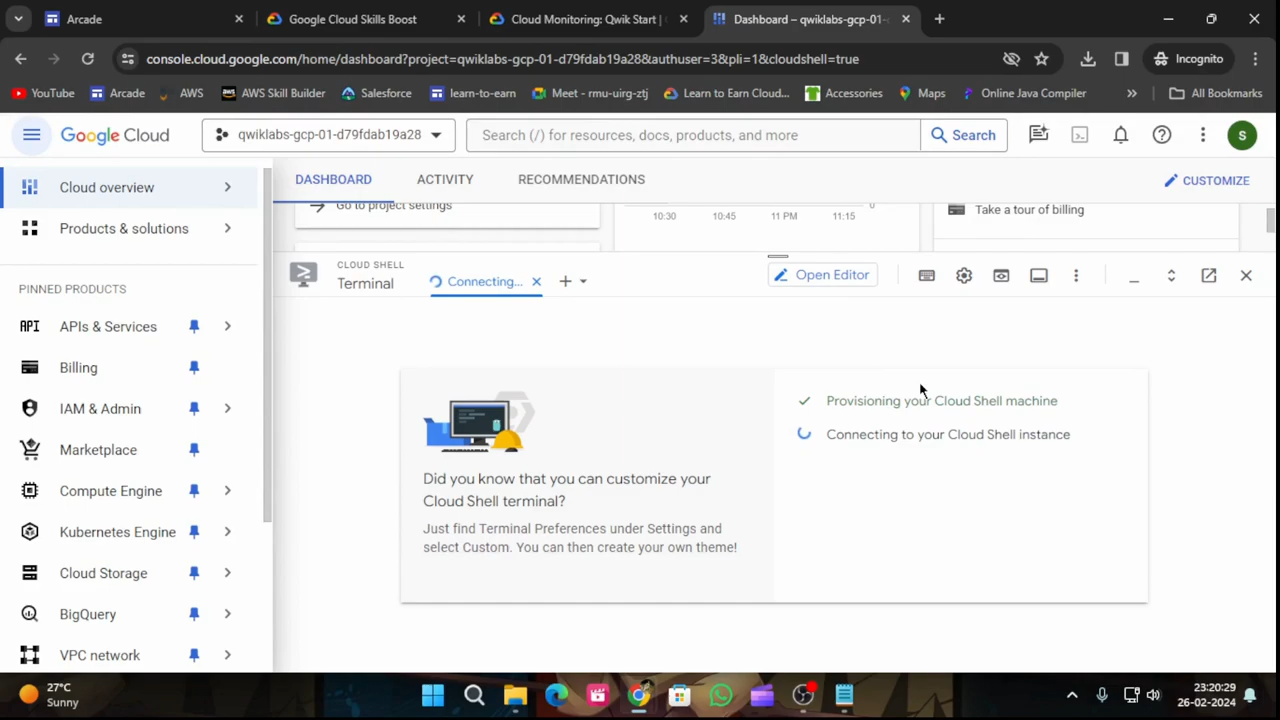 Arcade
Google Cloud Skills Boost
Cloud Monitoring: Qwik Start |
Dashboard – qwiklabs-gcp-01-
console.cloud.google.com/home/dashboard?project=qwiklabs-gcp-01-d79fdab19a28&authuser=3&pli=1&cloudshell=true
Incognito
YouTube
Arcade
AWS
AWS Skill Builder
Salesforce
learn-to-earn
Meet - rmu-uirg-ztj
Learn to Earn Cloud...
Accessories
Maps
Online Java Compiler
All Bookmarks
Google Cloud
qwiklabs-gcp-01-d79fdab19a28
Search (/) for resources, docs, products, and more
Search
S
Cloud overview
Products & solutions
PINNED PRODUCTS
API APIs & Services
Billing
IAM & Admin
Marketplace
Compute Engine
Kubernetes Engine
Cloud Storage
BigQuery
VPC network
DASHBOARD
ACTIVITY
RECOMMENDATIONS
CUSTOMIZE
Go to project settings
10:30 10:45 11 PM 11:15
0
Take a tour of billing
CLOUD SHELL
Terminal
Connecting...
Open Editor
Did you know that you can customize your
Cloud Shell terminal?
Just find Terminal Preferences under Settings and
select Custom. You can then create your own theme!
Provisioning your Cloud Shell machine
Connecting to your Cloud Shell instance
27°C
Sunny
23:20:29
26-02-2024